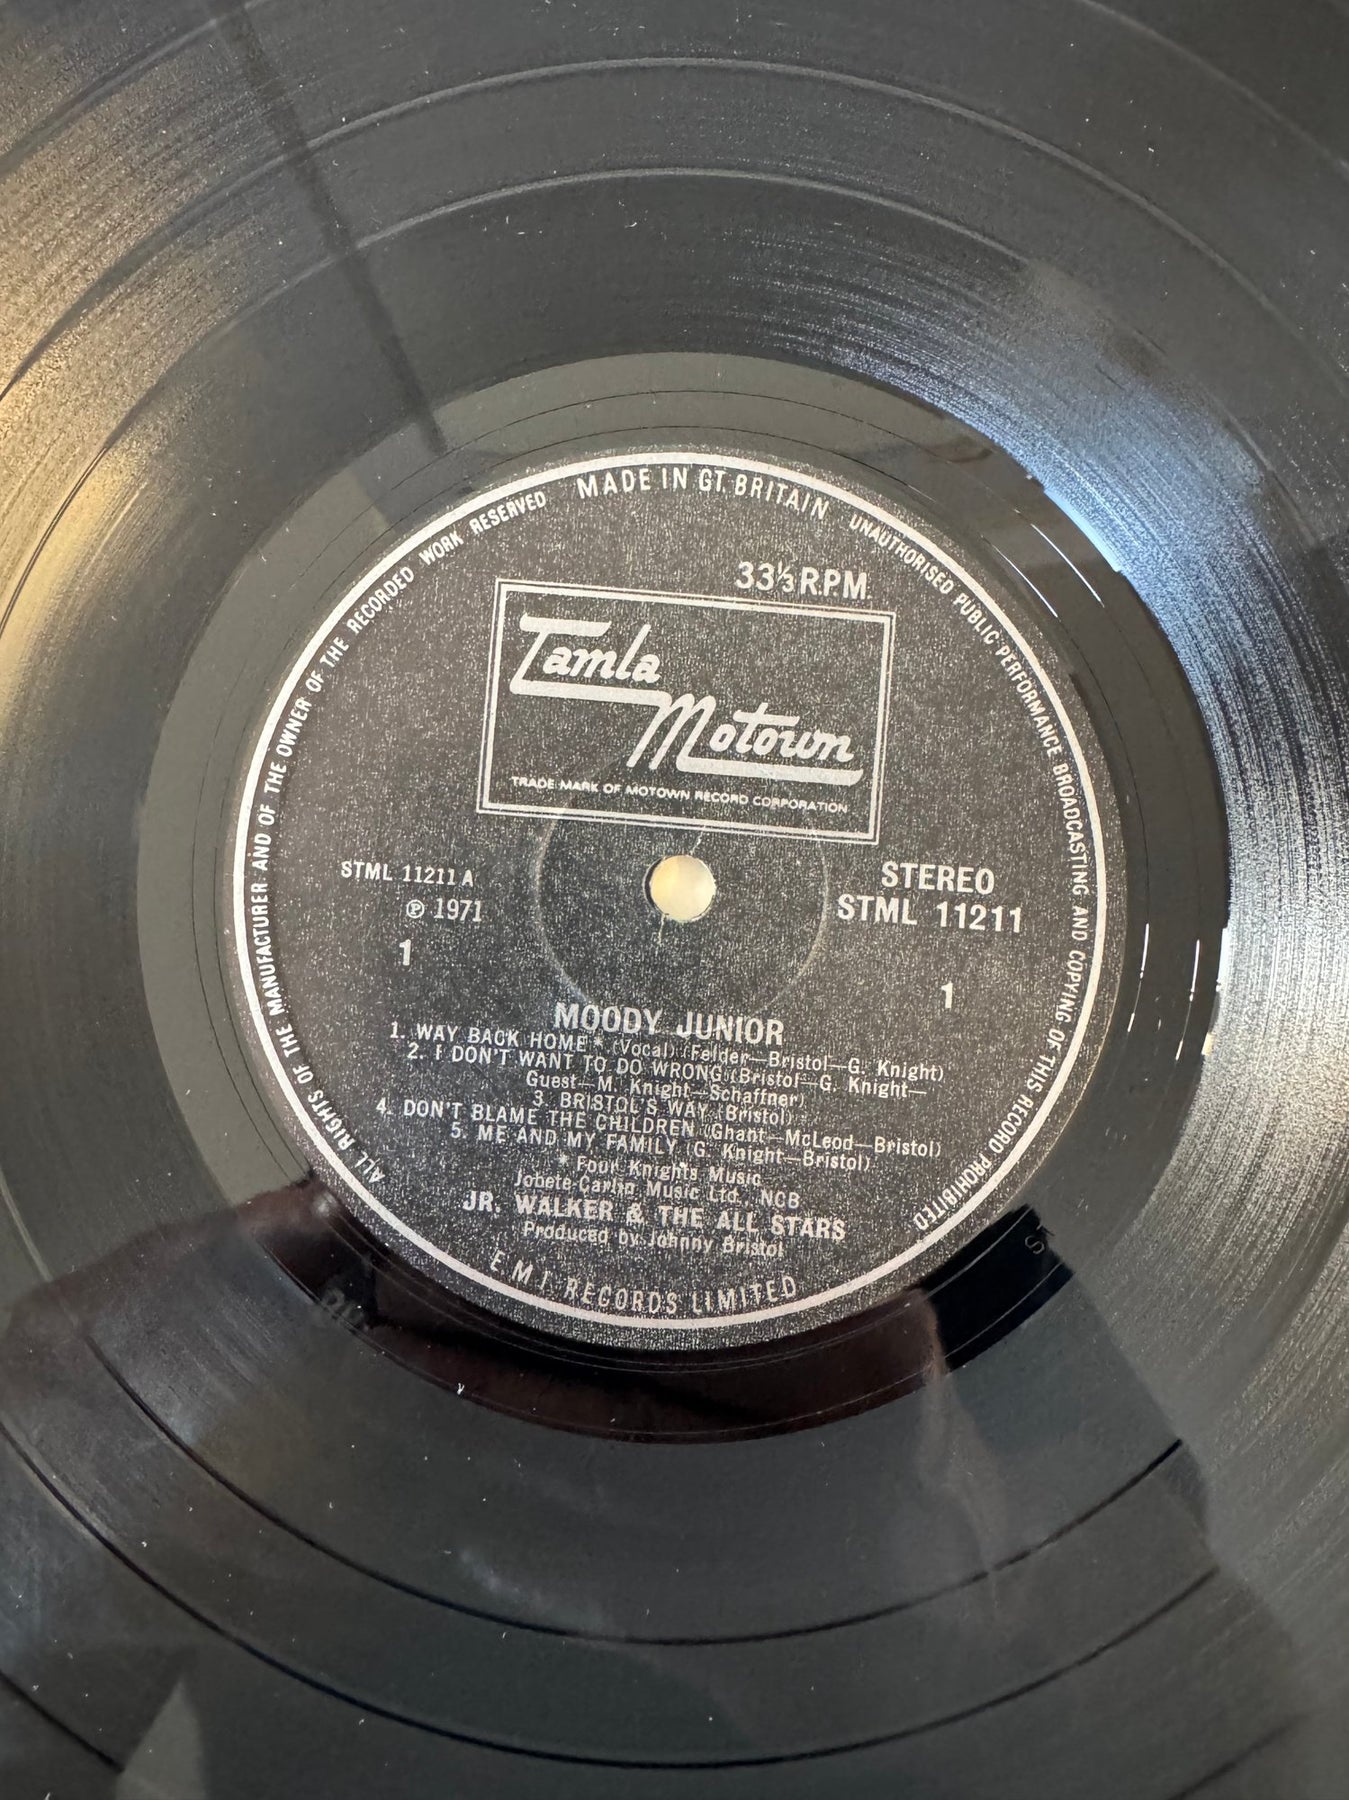 MADE IN GT. BRITAIN
UNAUTHORISED PUBLIC PERFORMANCE BROADCASTING AND COPYING OF THIS RECORD PROHIBITED
ALL RIGHTS OF THE MANUFACTURER AND OF THE OWNER OF THE RECORDED WORK RESERVED
33⅓ R.P.M.
Tamla
Motown
TRADE MARK OF MOTOWN RECORD CORPORATION
STML 11211 A
℗ 1971
1
STEREO
STML 11211
1
MOODY JUNIOR
1. WAY BACK HOME * (Vocal) (Felder—Bristol—G. Knight)
2. I DON'T WANT TO DO WRONG (Bristol—G. Knight—
Guest—M. Knight—Schaffner)
3. BRISTOL'S WAY (Bristol)
4. DON'T BLAME THE CHILDREN (Ghant—McLeod—Bristol)
5. ME AND MY FAMILY (G. Knight—Bristol)
* Four Knights Music
Jobete-Carlin Music Ltd., NCB
JR. WALKER & THE ALL STARS
Produced by Johnny Bristol
E.M.I. RECORDS LIMITED